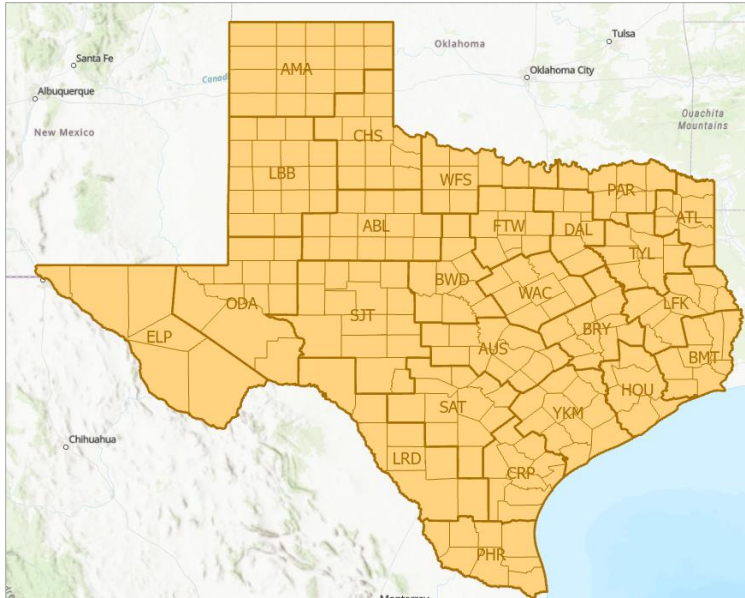 Tulsa
Oklahoma
Santa Fe
AMA
Oklahoma City
Albuquerque
Ouachita
Mountains
New Mexico
CHS
LBB
WFS
PAR
ATL
ABL
FTW
DAL
TYL
BWD
WAC
ODA
LFK
SJT
BRY
ELP
AUS
BMT
HOU
SAT
YKM
Chihuahua
LRD
CRP
PHR